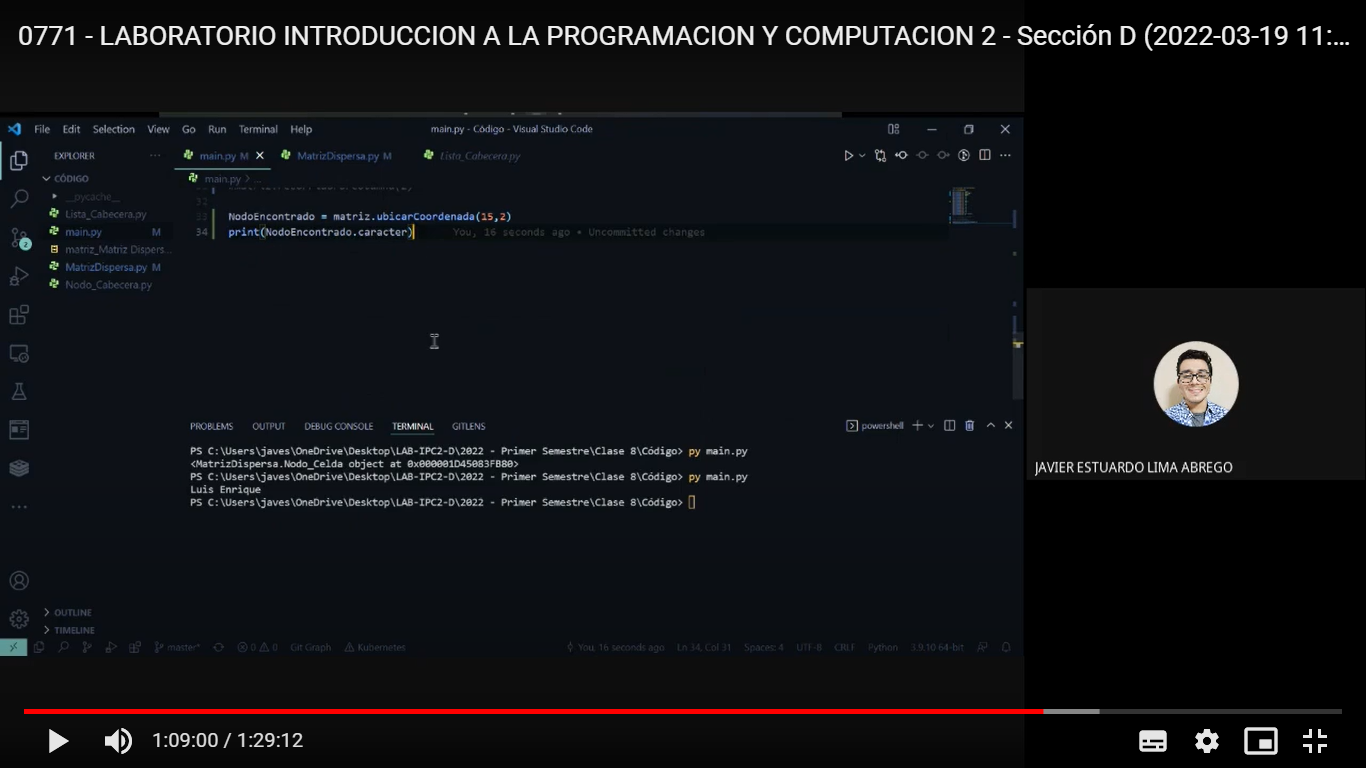 0771 - LABORATORIO INTRODUCCION A LA PROGRAMACION Y COMPUTACION 2 - Sección D (2022-03-19 11:...
File Edit Selection View Go Run Terminal Help
main.py - Código - Visual Studio Code
EXPLORER ...
main.py M
MatrizDispersa.py M
Lista_Cabecera.py
CÓDIGO
main.py > ...
__pycache__
Lista_Cabecera.py
main.py M
matriz_Matriz Dispers...
MatrizDispersa.py M
Nodo_Cabecera.py
32
33 NodoEncontrado = matriz.ubicarCoordenada(15,2)
34 print(NodoEncontrado.caracter) You, 16 seconds ago • Uncommitted changes
2
PROBLEMS OUTPUT DEBUG CONSOLE TERMINAL GITLENS
powershell
PS C:\Users\javes\OneDrive\Desktop\LAB-IPC2-D\2022 - Primer Semestre\Clase 8\Código> py main.py
<MatrizDispersa.Nodo_Celda object at 0x000001D45083FB80>
PS C:\Users\javes\OneDrive\Desktop\LAB-IPC2-D\2022 - Primer Semestre\Clase 8\Código> py main.py
Luis Enrique
PS C:\Users\javes\OneDrive\Desktop\LAB-IPC2-D\2022 - Primer Semestre\Clase 8\Código>
OUTLINE
TIMELINE
master* 0 0 Git Graph Kubernetes
You, 16 seconds ago Ln 34, Col 31 Spaces: 4 UTF-8 CRLF Python 3.9.10 64-bit
JAVIER ESTUARDO LIMA ABREGO
1:09:00 / 1:29:12